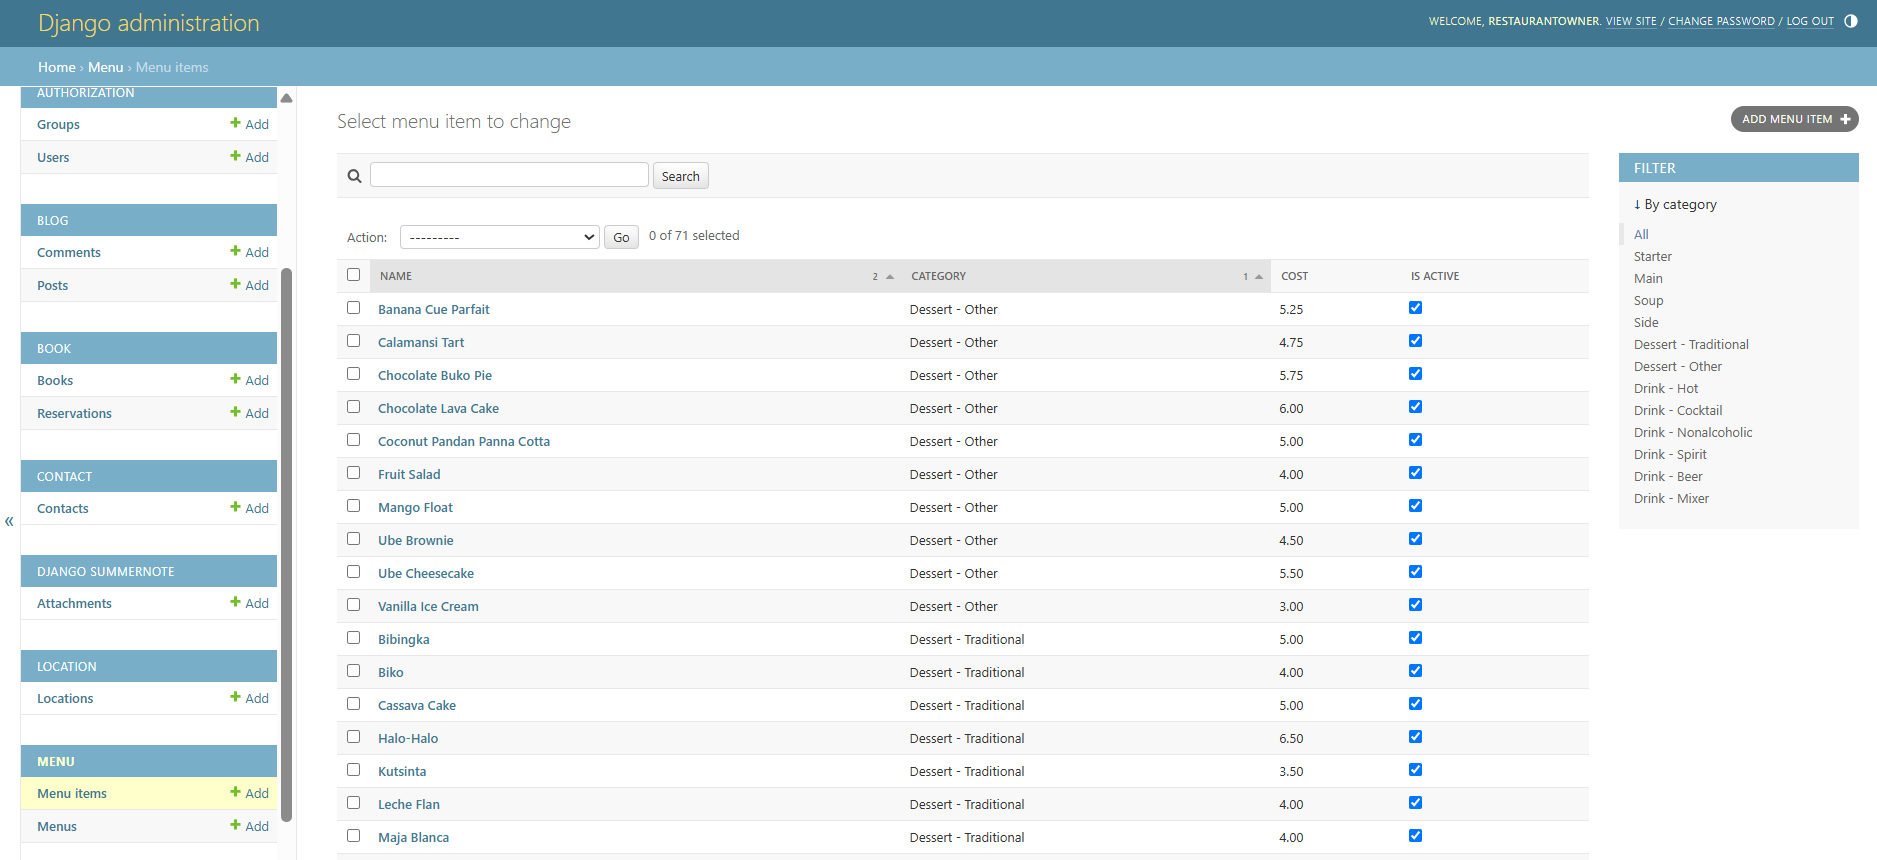 Django administration
WELCOME, RESTAURANTOWNER. VIEW SITE / CHANGE PASSWORD / LOG OUT
Home › Menu › Menu items
AUTHORIZATION
Groups Add
Users Add
BLOG
Comments Add
Posts Add
BOOK
Books Add
Reservations Add
CONTACT
Contacts Add
DJANGO SUMMERNOTE
Attachments Add
LOCATION
Locations Add
MENU
Menu items Add
Menus Add
«
Select menu item to change
ADD MENU ITEM
Search
Action: --------- Go 0 of 71 selected
NAME 2 CATEGORY 1 COST IS ACTIVE
Banana Cue Parfait Dessert - Other 5.25
Calamansi Tart Dessert - Other 4.75
Chocolate Buko Pie Dessert - Other 5.75
Chocolate Lava Cake Dessert - Other 6.00
Coconut Pandan Panna Cotta Dessert - Other 5.00
Fruit Salad Dessert - Other 4.00
Mango Float Dessert - Other 5.00
Ube Brownie Dessert - Other 4.50
Ube Cheesecake Dessert - Other 5.50
Vanilla Ice Cream Dessert - Other 3.00
Bibingka Dessert - Traditional 5.00
Biko Dessert - Traditional 4.00
Cassava Cake Dessert - Traditional 5.00
Halo-Halo Dessert - Traditional 6.50
Kutsinta Dessert - Traditional 3.50
Leche Flan Dessert - Traditional 4.00
Maja Blanca Dessert - Traditional 4.00
FILTER
↓ By category
All
Starter
Main
Soup
Side
Dessert - Traditional
Dessert - Other
Drink - Hot
Drink - Cocktail
Drink - Nonalcoholic
Drink - Spirit
Drink - Beer
Drink - Mixer